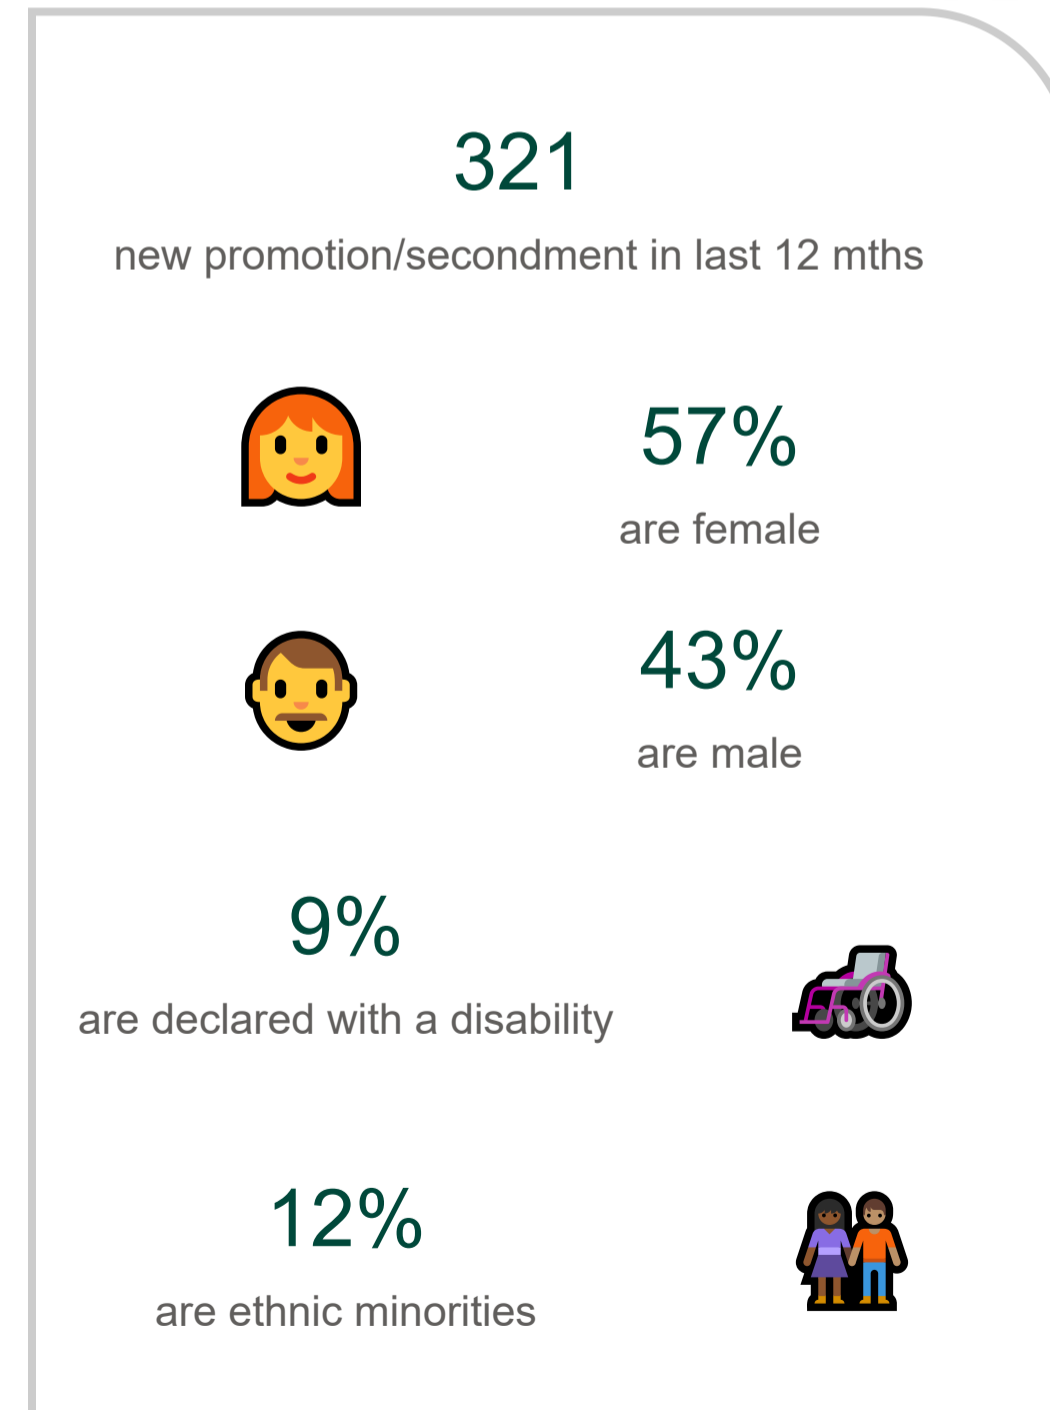 321
new promotion/secondment in last 12 mths
57%
are female
43%
are male
9%
are declared with a disability
12%
are ethnic minorities